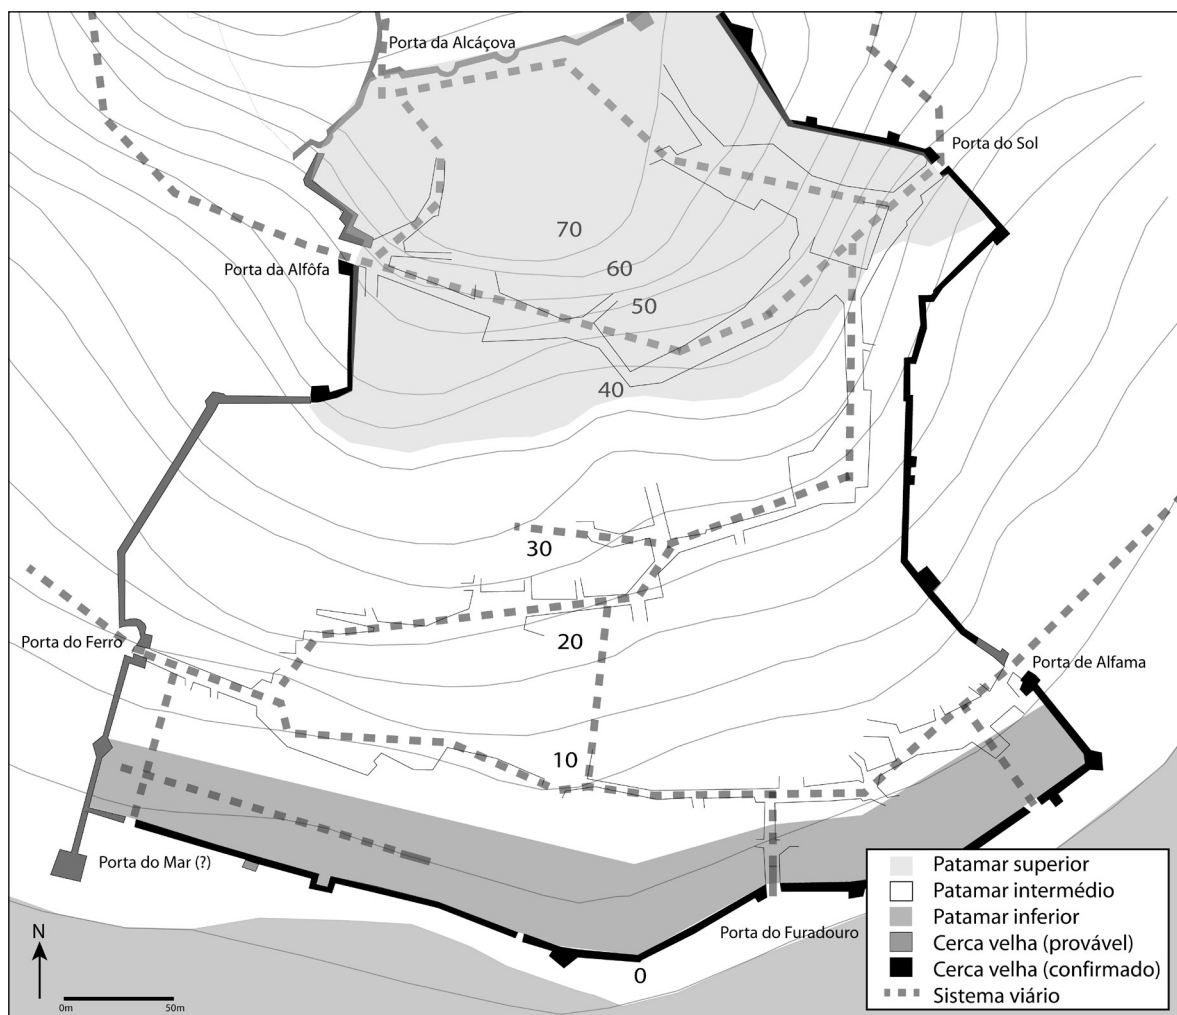 Porta da Alcáçova
Porta do Sol
70
Porta da Alfôfa
60
50
40
30
Porta do Ferro
20
Porta de Alfama
10
Porta do Mar (?)
Porta do Furadouro
0
N
0m
50m
Patamar superior
Patamar intermédio
Patamar inferior
Cerca velha (provável)
Cerca velha (confirmado)
Sistema viário